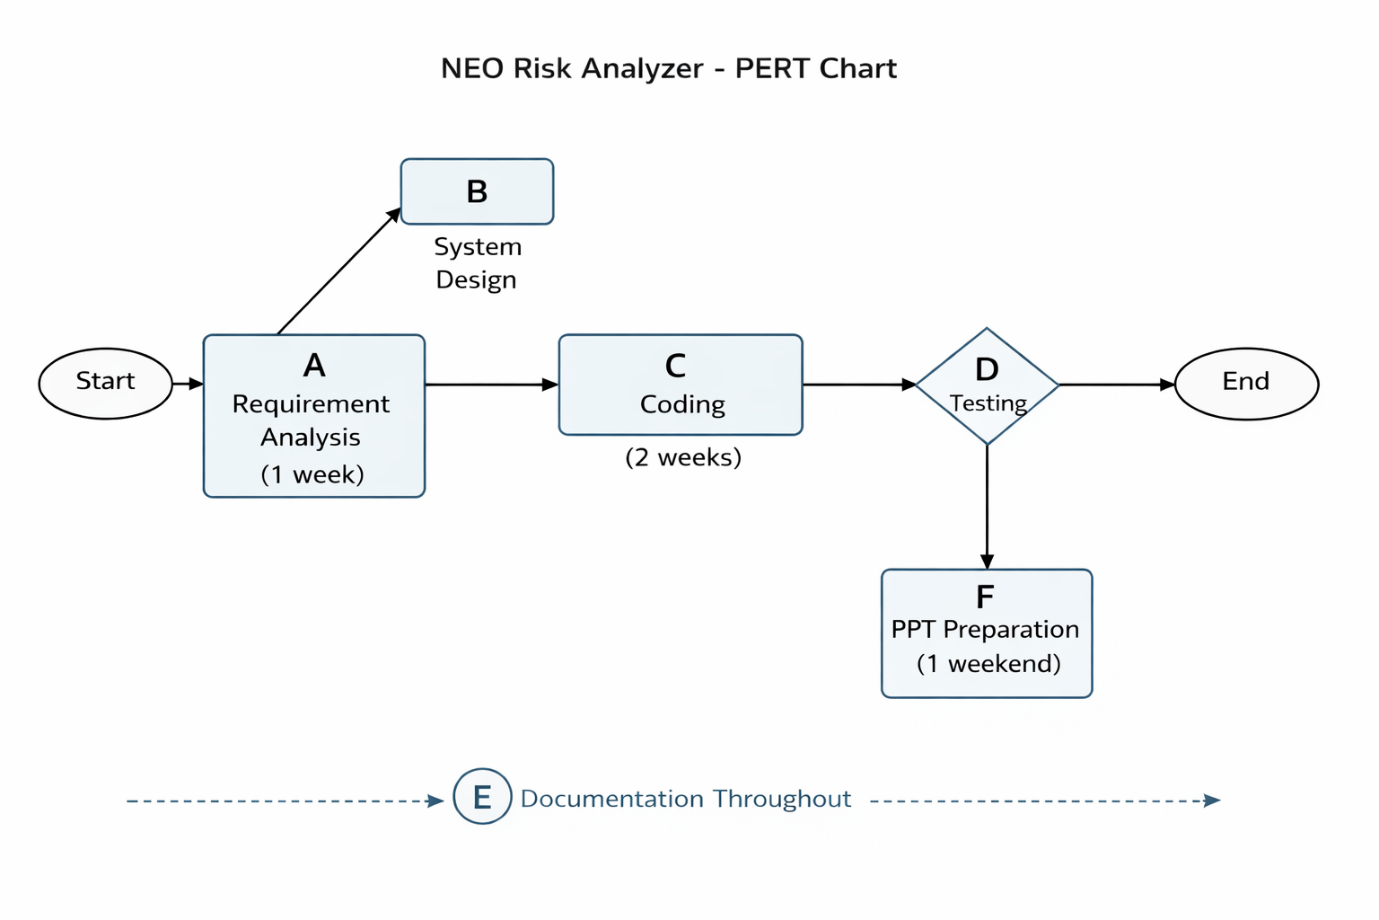 NEO Risk Analyzer - PERT Chart
B
System
Design
Start
A
Requirement
Analysis
(1 week)
C
Coding
(2 weeks)
D
Testing
End
F
PPT Preparation
(1 weekend)
E
Documentation Throughout